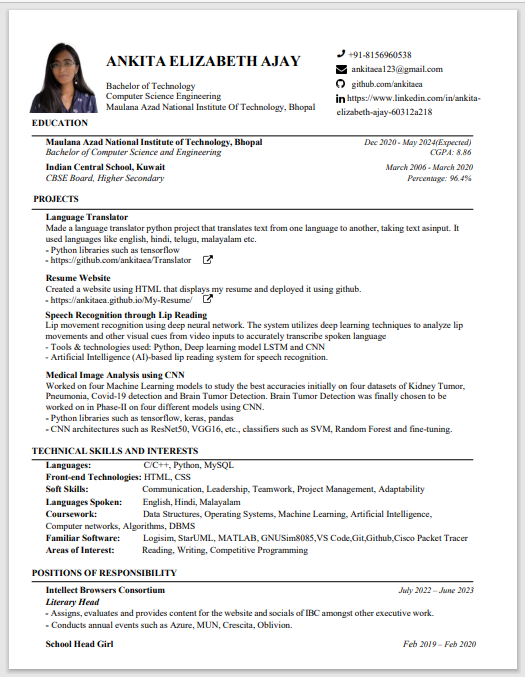 ANKITA ELIZABETH AJAY
Bachelor of Technology
Computer Science Engineering
Maulana Azad National Institute Of Technology, Bhopal
+91-8156960538
ankitaea123@gmail.com
github.com/ankitaea
https://www.linkedin.com/in/ankita-
elizabeth-ajay-60312a218
EDUCATION
Maulana Azad National Institute of Technology, Bhopal Dec 2020 - May 2024(Expected)
Bachelor of Computer Science and Engineering CGPA: 8.86
Indian Central School, Kuwait March 2006 - March 2020
CBSE Board, Higher Secondary Percentage: 96.4%
PROJECTS
Language Translator
Made a language translator python project that translates text from one language to another, taking text asinput. It
used languages like english, hindi, telugu, malayalam etc.
- Python libraries such as tensorflow
- https://github.com/ankitaea/Translator
Resume Website
Created a website using HTML that displays my resume and deployed it using github.
- https://ankitaea.github.io/My-Resume/
Speech Recognition through Lip Reading
Lip movement recognition using deep neural network. The system utilizes deep learning techniques to analyze lip
movements and other visual cues from video inputs to accurately transcribe spoken language
- Tools & technologies used: Python, Deep learning model LSTM and CNN
- Artificial Intelligence (AI)-based lip reading system for speech recognition.
Medical Image Analysis using CNN
Worked on four Machine Learning models to study the best accuracies initially on four datasets of Kidney Tumor,
Pneumonia, Covid-19 detection and Brain Tumor Detection. Brain Tumor Detection was finally chosen to be
worked on in Phase-II on four different models using CNN.
- Python libraries such as tensorflow, keras, pandas
- CNN architectures such as ResNet50, VGG16, etc., classifiers such as SVM, Random Forest and fine-tuning.
TECHNICAL SKILLS AND INTERESTS
Languages: C/C++, Python, MySQL
Front-end Technologies: HTML, CSS
Soft Skills: Communication, Leadership, Teamwork, Project Management, Adaptability
Languages Spoken: English, Hindi, Malayalam
Coursework: Data Structures, Operating Systems, Machine Learning, Artificial Intelligence,
Computer networks, Algorithms, DBMS
Familiar Software: Logisim, StarUML, MATLAB, GNUSim8085,VS Code,Git,Github,Cisco Packet Tracer
Areas of Interest: Reading, Writing, Competitive Programming
POSITIONS OF RESPONSIBILITY
Intellect Browsers Consortium July 2022 – June 2023
Literary Head
- Assigns, evaluates and provides content for the website and socials of IBC amongst other executive work.
- Conducts annual events such as Azure, MUN, Crescita, Oblivion.
School Head Girl Feb 2019 – Feb 2020